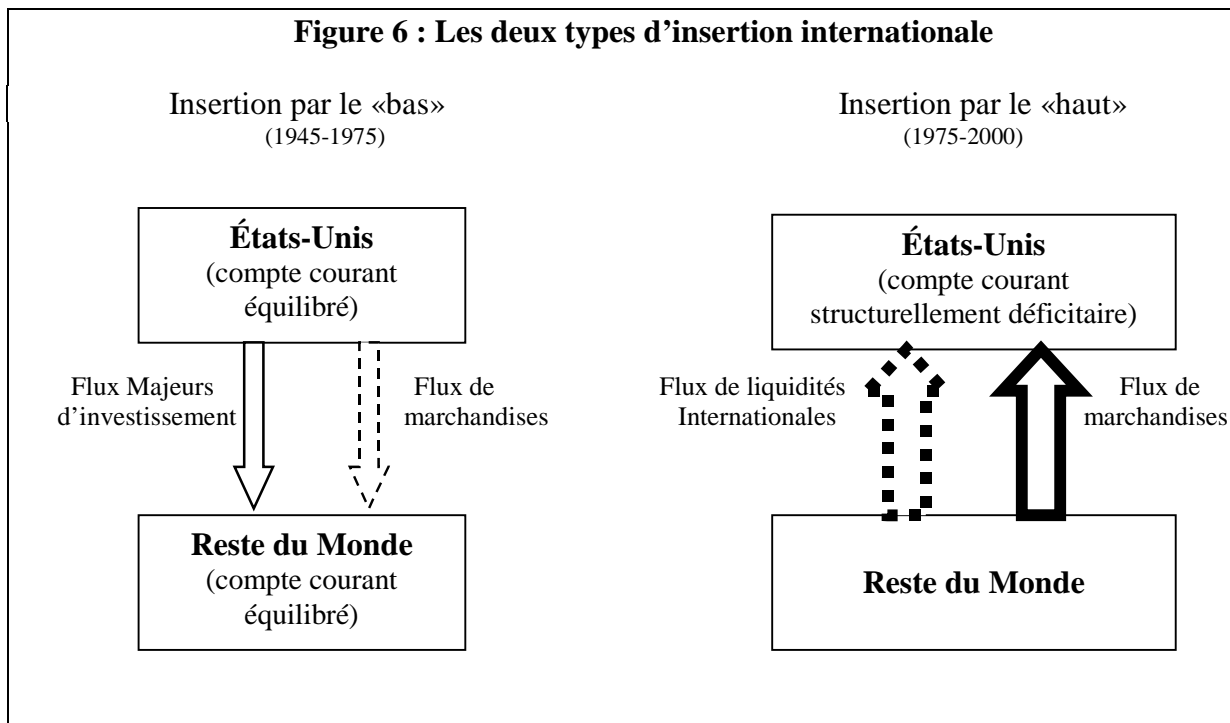 Figure 6 : Les deux types d’insertion internationale
Insertion par le «bas»
(1945-1975)
États-Unis
(compte courant
équilibré)
Flux Majeurs
d’investissement
Flux de
marchandises
Reste du Monde
(compte courant
équilibré)
Insertion par le «haut»
(1975-2000)
États-Unis
(compte courant
structurellement déficitaire)
Flux de liquidités
Internationales
Flux de
marchandises
Reste du Monde